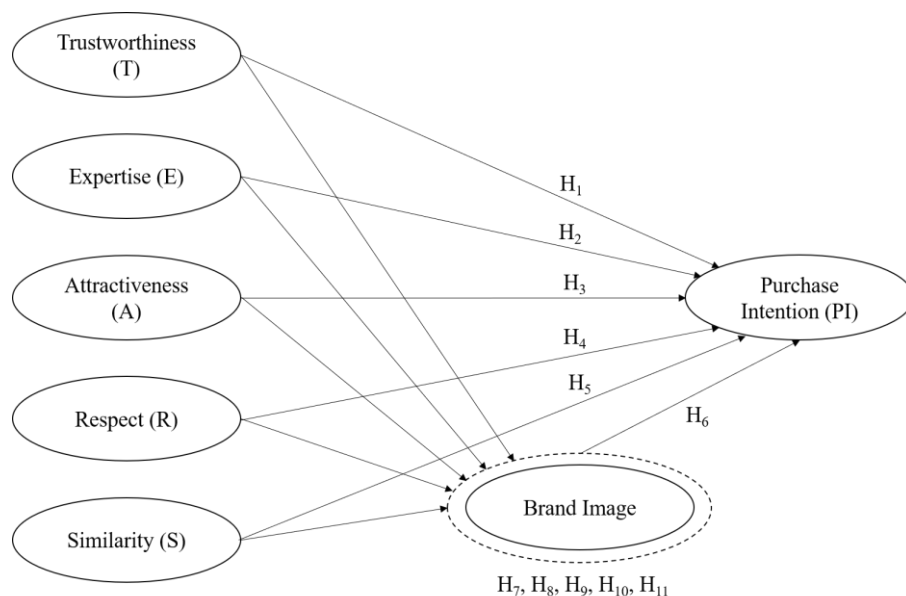 Trustworthiness
(T)
Expertise (E)
Attractiveness
(A)
Respect (R)
Similarity (S)
H₁
H₂
H₃
H₄
H₅
H₆
Purchase
Intention (PI)
Brand Image
H₇, H₈, H₉, H₁₀, H₁₁